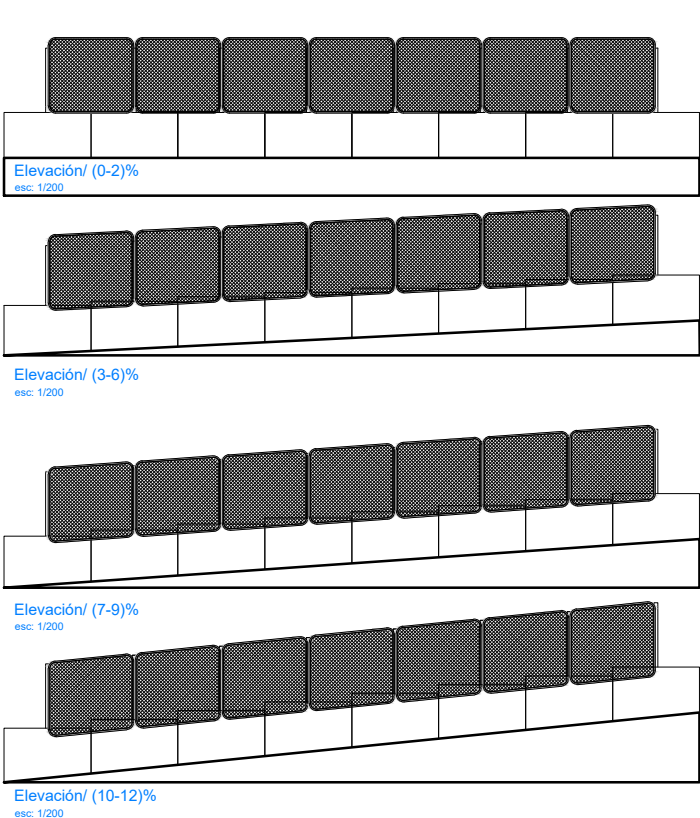 Elevación/ (0-2)%
esc: 1/200
Elevación/ (3-6)%
esc: 1/200
Elevación/ (7-9)%
esc: 1/200
Elevación/ (10-12)%
esc: 1/200